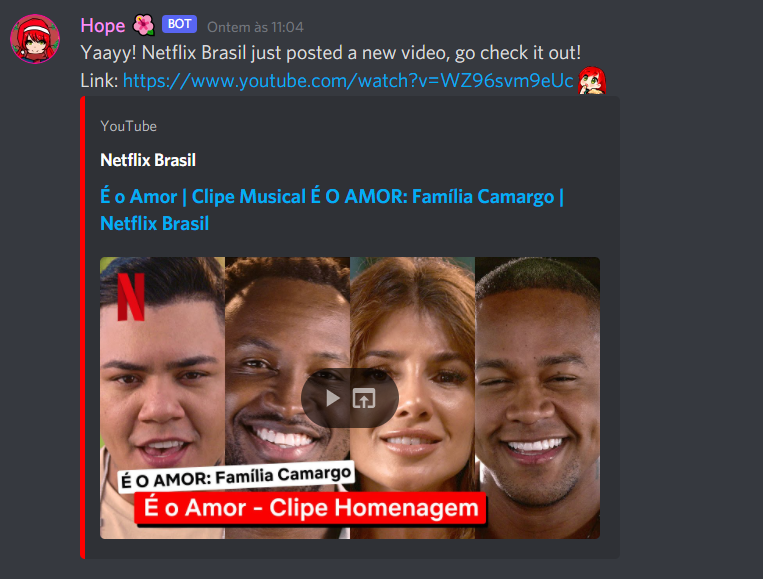 Hope BOT Ontem às 11:04
Yaayy! Netflix Brasil just posted a new video, go check it out!
Link: https://www.youtube.com/watch?v=WZ96svm9eUc
YouTube
Netflix Brasil
É o Amor | Clipe Musical É O AMOR: Família Camargo |
Netflix Brasil
N
É O AMOR: Família Camargo
É o Amor - Clipe Homenagem